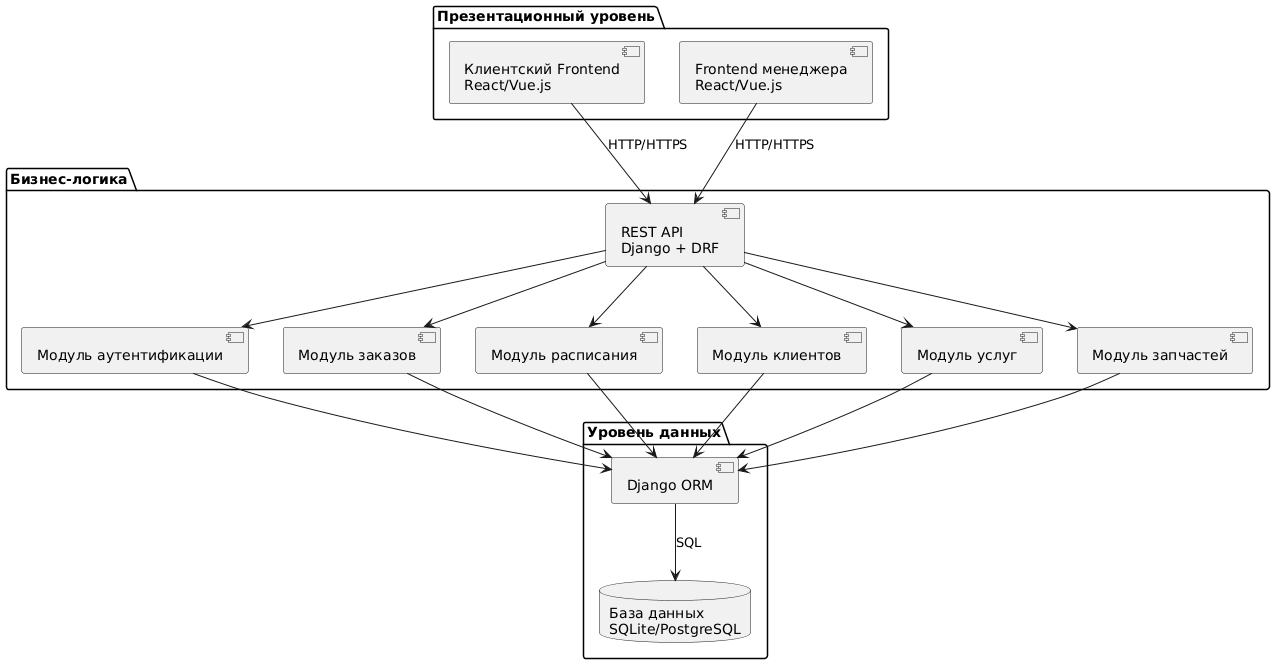 Презентационный уровень
Клиентский Frontend
React/Vue.js
Frontend менеджера
React/Vue.js
HTTP/HTTPS
HTTP/HTTPS
Бизнес-логика
REST API
Django + DRF
Модуль аутентификации
Модуль заказов
Модуль расписания
Модуль клиентов
Модуль услуг
Модуль запчастей
Уровень данных
Django ORM
SQL
База данных
SQLite/PostgreSQL